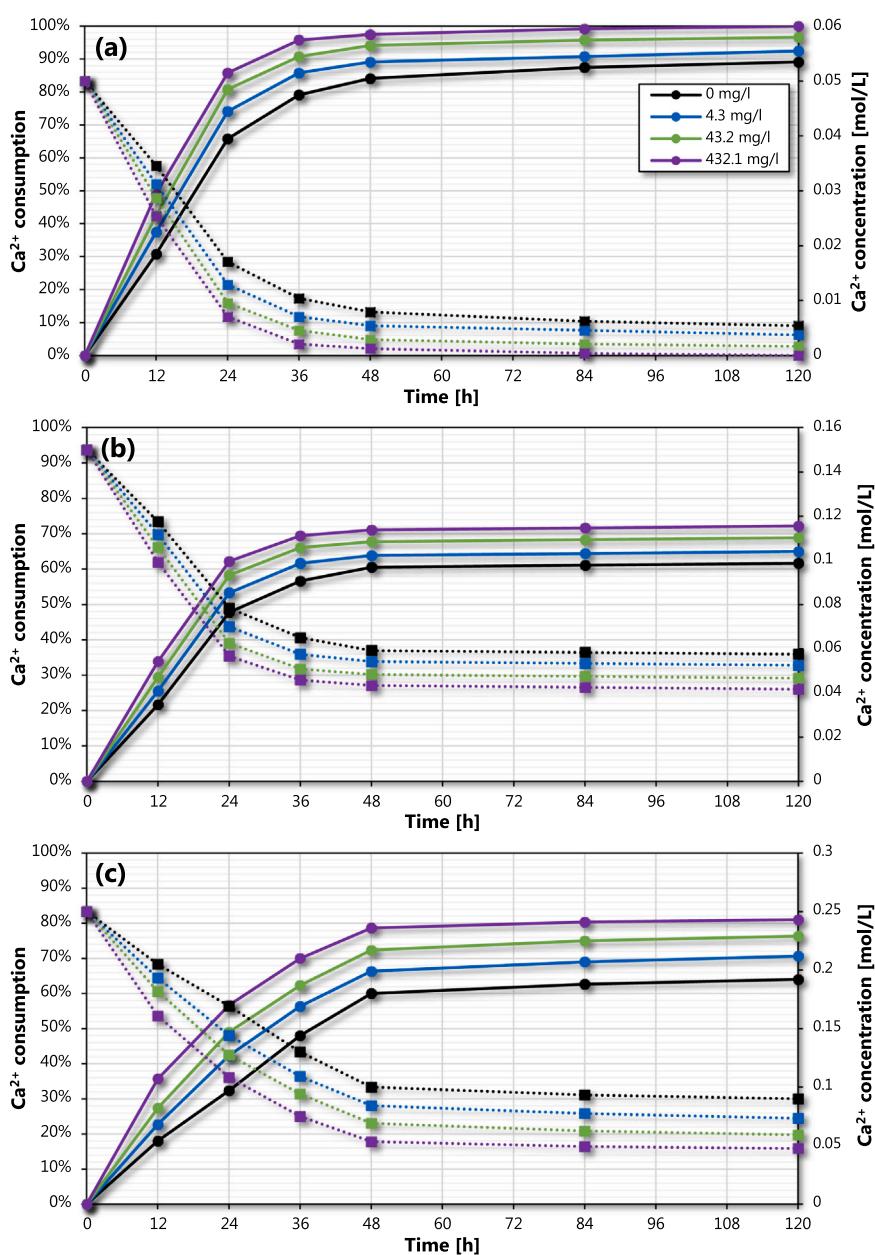 (a)
100%
90%
80%
70%
60%
50%
40%
30%
20%
10%
0%
Ca²⁺ consumption
0.06
0.05
0.04
0.03
0.02
0.01
0
Ca²⁺ concentration [mol/L]
0 mg/l
4.3 mg/l
43.2 mg/l
432.1 mg/l
0 12 24 36 48 60 72 84 96 108 120
Time [h]
(b)
100%
90%
80%
70%
60%
50%
40%
30%
20%
10%
0%
Ca²⁺ consumption
0.16
0.14
0.12
0.1
0.08
0.06
0.04
0.02
0
Ca²⁺ concentration [mol/L]
0 12 24 36 48 60 72 84 96 108 120
Time [h]
(c)
100%
90%
80%
70%
60%
50%
40%
30%
20%
10%
0%
Ca²⁺ consumption
0.3
0.25
0.2
0.15
0.1
0.05
0
Ca²⁺ concentration [mol/L]
0 12 24 36 48 60 72 84 96 108 120
Time [h]